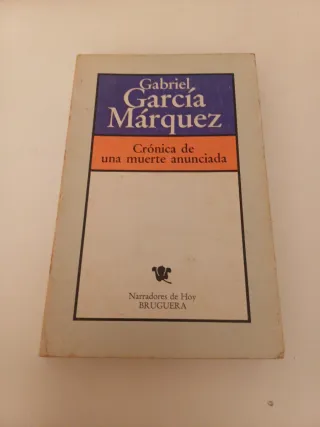 Gabriel
García
Márquez
Crónica de
una muerte anunciada
Narradores de Hoy
BRUGUERA